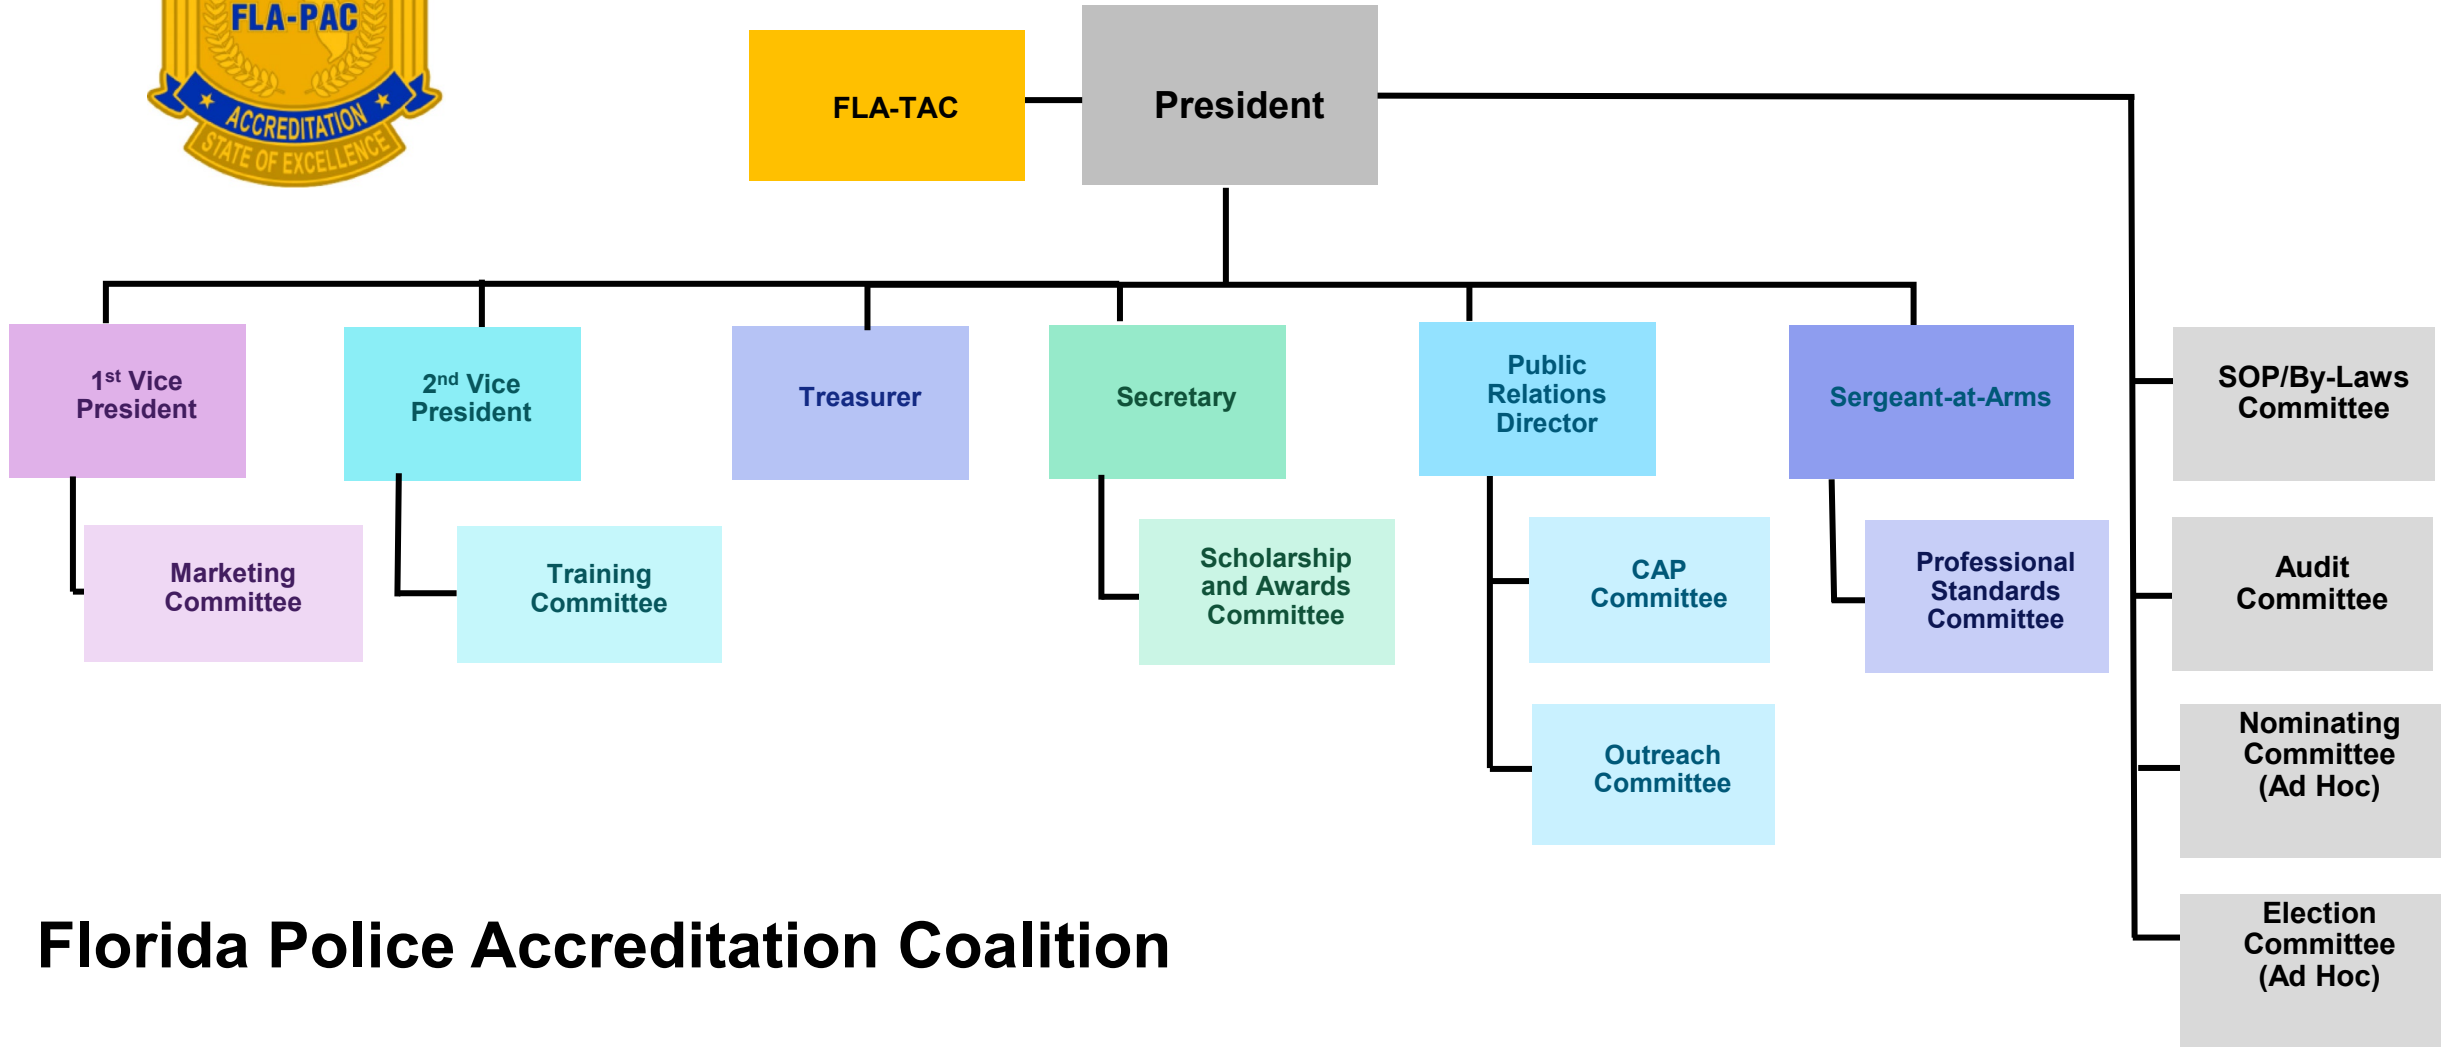 FLA-PAC
ACCREDITATION
STATE OF EXCELLENCE
FLA-TAC
President
1st Vice
President
2nd Vice
President
Treasurer
Secretary
Public
Relations
Director
Sergeant-at-Arms
SOP/By-Laws
Committee
Marketing
Committee
Training
Committee
Scholarship
and Awards
Committee
CAP
Committee
Professional
Standards
Committee
Audit
Committee
Outreach
Committee
Nominating
Committee
(Ad Hoc)
Election
Committee
(Ad Hoc)
Florida Police Accreditation Coalition